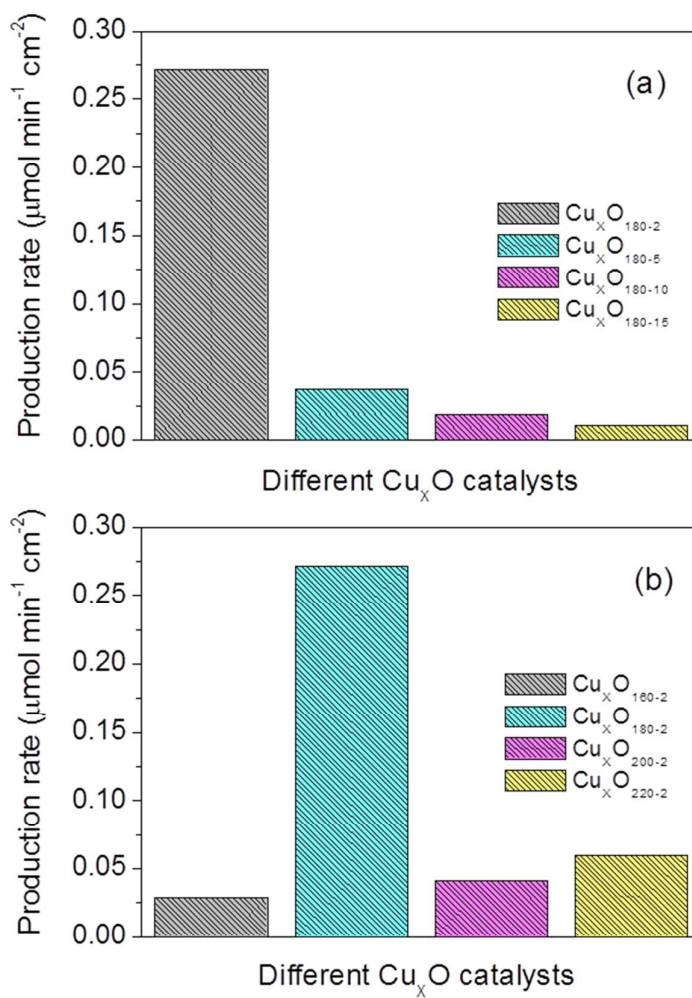 0.30
(a)
0.25
0.20
0.15
0.10
0.05
0.00
Production rate (μmol min⁻¹ cm⁻²)
CuₓO₁₈₀₋₂
CuₓO₁₈₀₋₅
CuₓO₁₈₀₋₁₀
CuₓO₁₈₀₋₁₅
Different CuₓO catalysts
0.30
(b)
0.25
0.20
0.15
0.10
0.05
0.00
Production rate (μmol min⁻¹ cm⁻²)
CuₓO₁₆₀₋₂
CuₓO₁₈₀₋₂
CuₓO₂₀₀₋₂
CuₓO₂₂₀₋₂
Different CuₓO catalysts